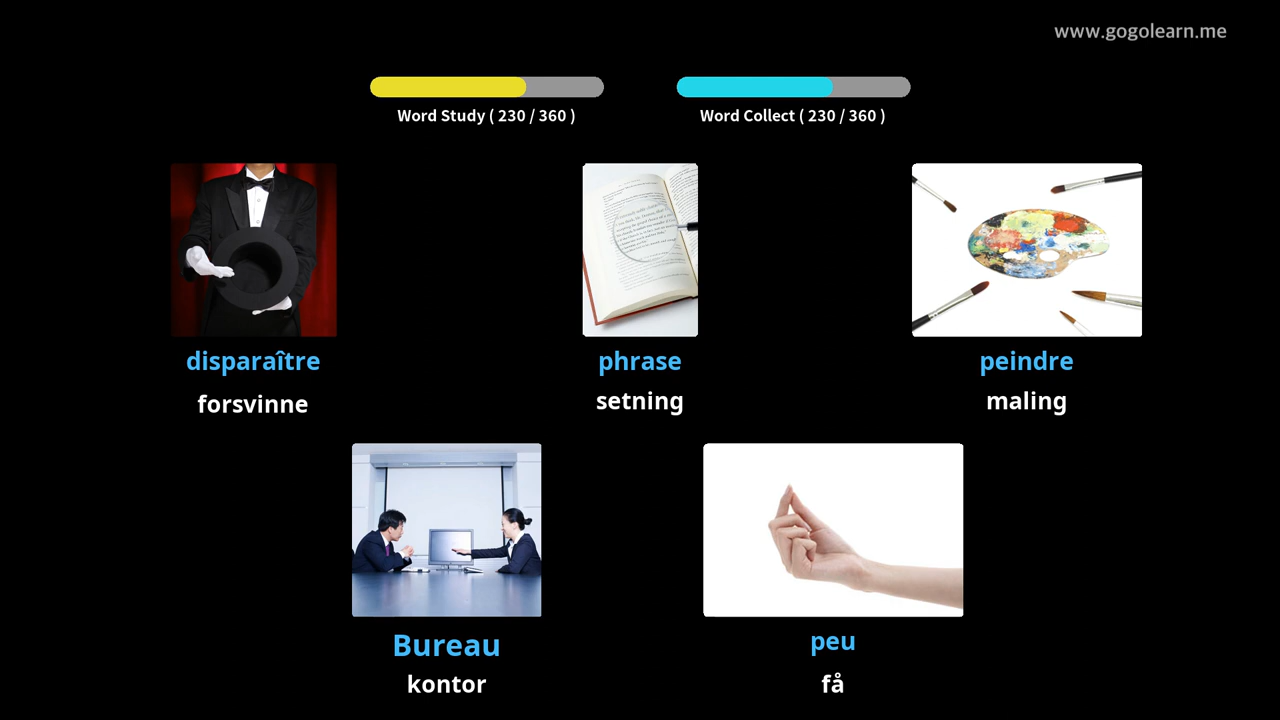 www.gogolearn.me
Word Study ( 230 / 360 )
Word Collect ( 230 / 360 )
disparaître
phrase
peindre
forsvinne
setning
maling
Bureau
peu
kontor
få